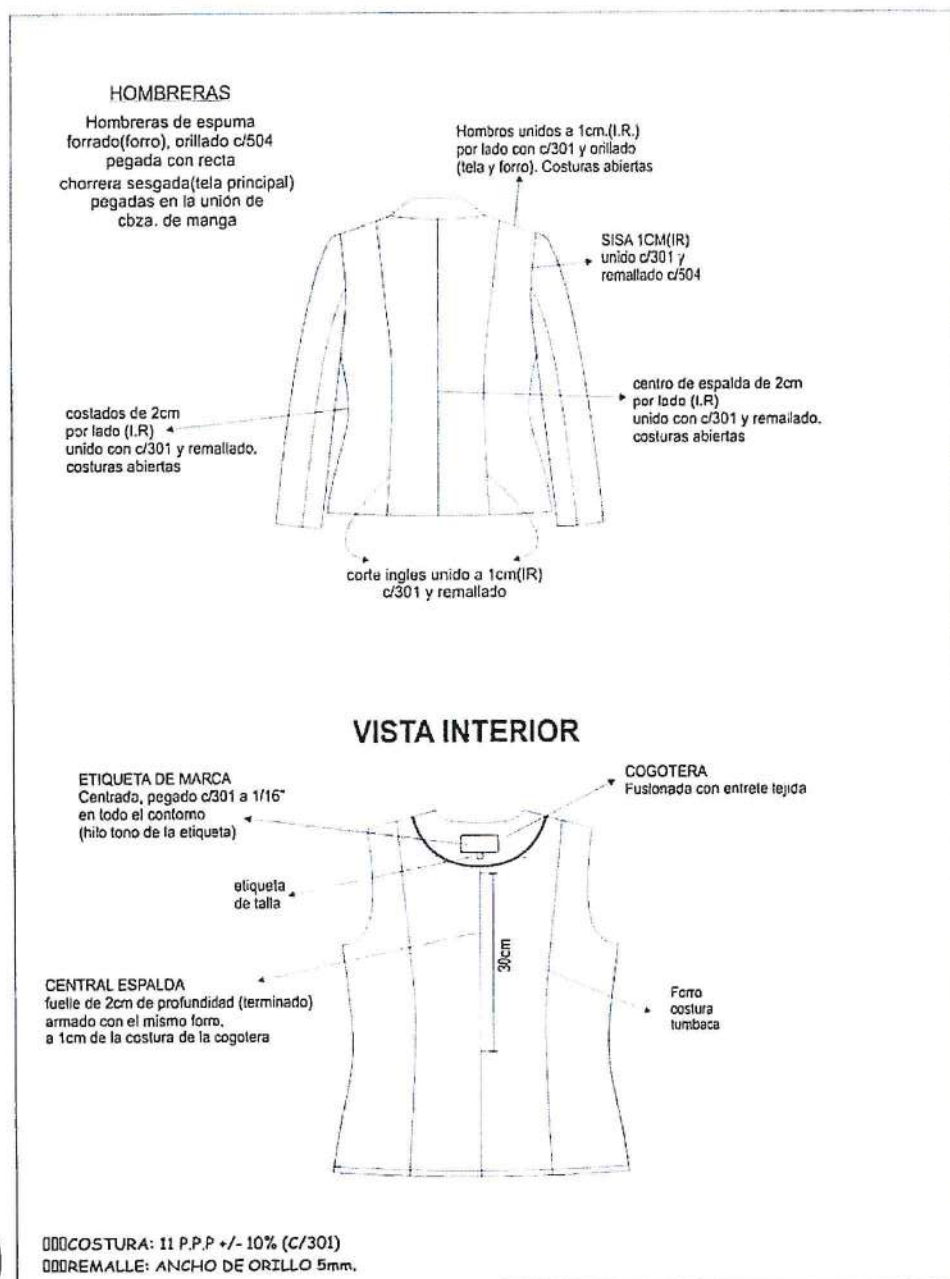 HOMBRERAS
Hombreras de espuma
forrado(forro), orillado c/504
pegada con recta
chorrera sesgada(tela principal)
pegadas en la unión de
cbza. de manga
Hombros unidos a 1cm.(I.R.)
por lado con c/301 y orillado
(tela y forro). Costuras abiertas
SISA 1CM(IR)
unido c/301 y
remallado c/504
centro de espalda de 2cm
por lado (I.R)
unido con c/301 y remallado.
costuras abiertas
costados de 2cm
por lado (I.R)
unido con c/301 y remallado.
costuras abiertas
corte ingles unido a 1cm(IR)
c/301 y remallado
VISTA INTERIOR
ETIQUETA DE MARCA
Centrada, pegado c/301 a 1/16"
en todo el contorno
(hilo tono de la etiqueta)
COGOTERA
Fusionada con entrete tejida
etiqueta
de talla
30cm
CENTRAL ESPALDA
fuelle de 2cm de profundidad (terminado)
armado con el mismo forro,
a 1cm de la costura de la cogotera
Forro
costura
tumbaca
COSTURA: 11 P.P.P +/- 10% (C/301)
REMALLE: ANCHO DE ORILLO 5mm.